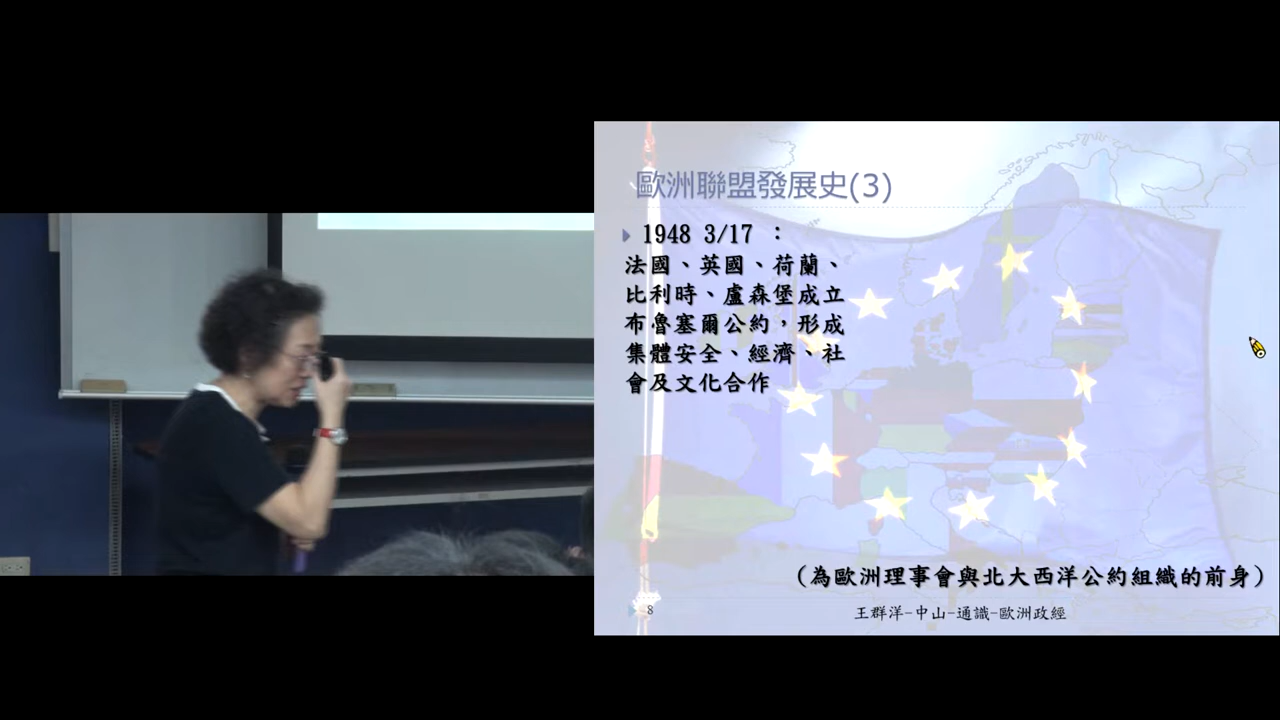 歐洲聯盟發展史(3)
1948 3/17 ：
法國、英國、荷蘭、
比利時、盧森堡成立
布魯塞爾公約，形成
集體安全、經濟、社
會及文化合作
(為歐洲理事會與北大西洋公約組織的前身)
8
王群洋-中山-通識-歐洲政經